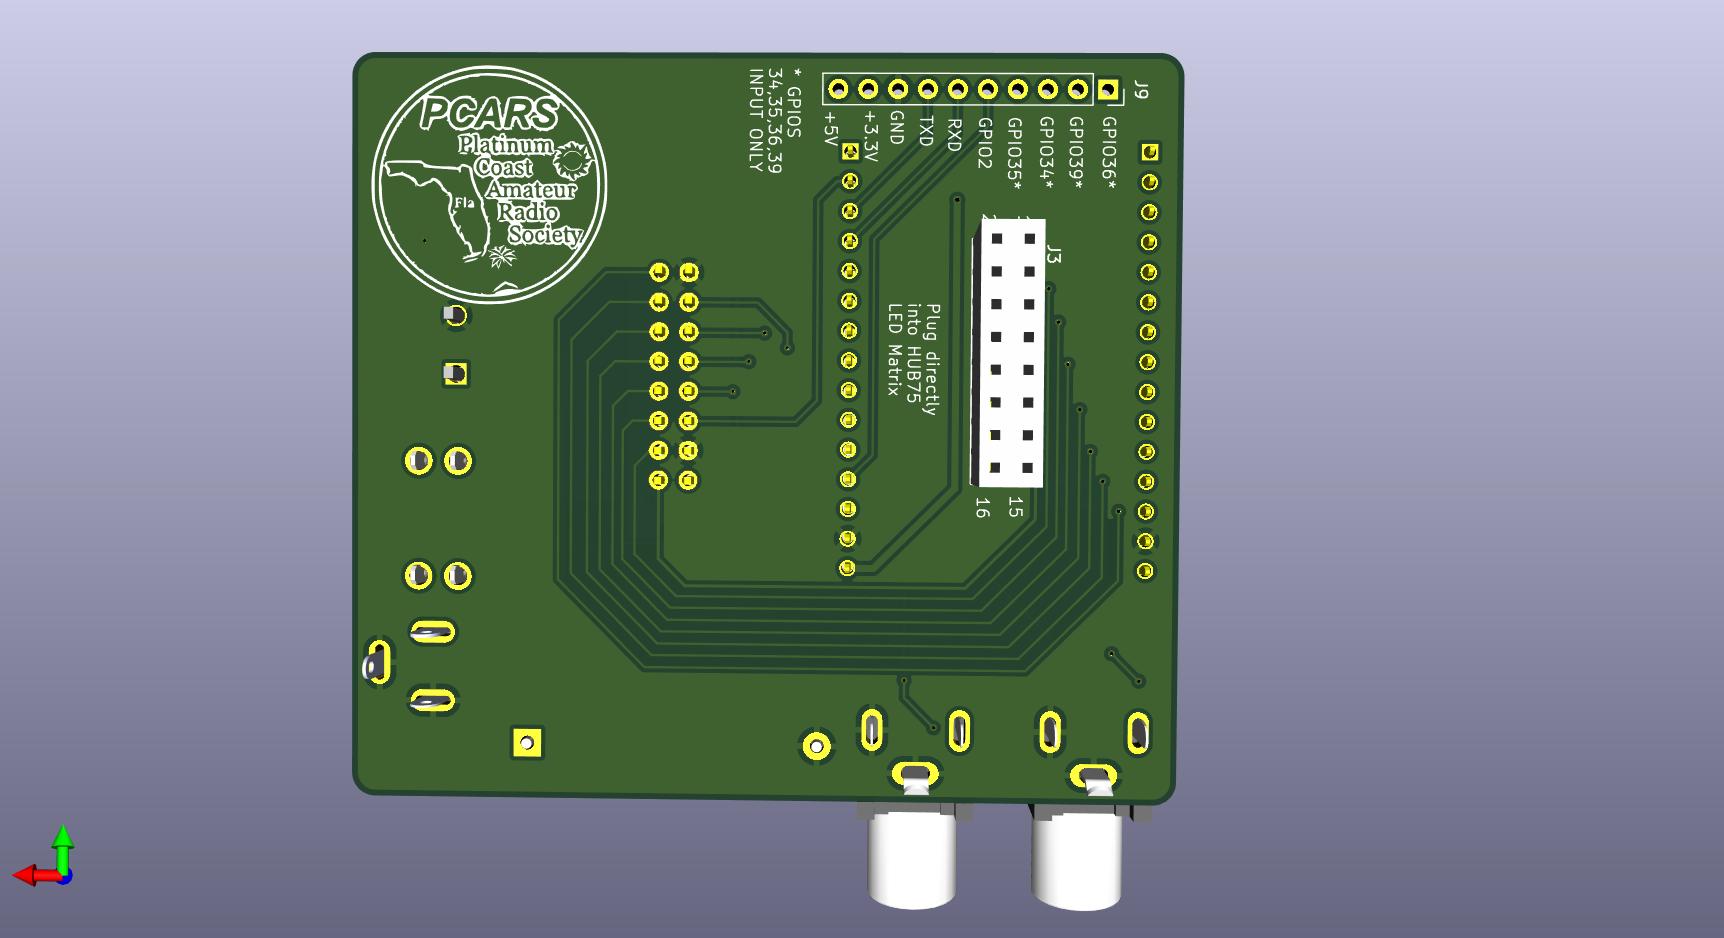 PCARS
Platinum
Coast
Amateur
Radio
Society
Fla
* GPIOS
34,35,36,39
INPUT ONLY
J9
+5V
+3.3V
GND
TXD
RXD
GPIO2
GPIO35*
GPIO34*
GPIO39*
GPIO36*
J3
Plug directly
into HUB75
LED Matrix
16
15